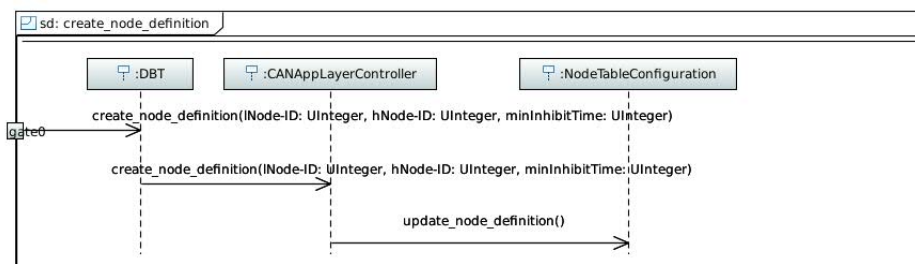 sd: create_node_definition
:DBT
:CANAppLayerController
:NodeTableConfiguration
create_node_definition(lNode-ID: UInteger, hNode-ID: UInteger, minInhibitTime: UInteger)
gate0
create_node_definition(lNode-ID: UInteger, hNode-ID: UInteger, minInhibitTime: UInteger)
update_node_definition()